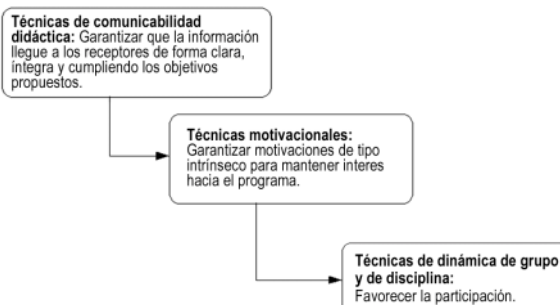 Técnicas de comunicabilidad
didáctica: Garantizar que la información
llegue a los receptores de forma clara,
íntegra y cumpliendo los objetivos
propuestos.
Técnicas motivacionales:
Garantizar motivaciones de tipo
intrínseco para mantener interes
hacia el programa.
Técnicas de dinámica de grupo
y de disciplina:
Favorecer la participación.